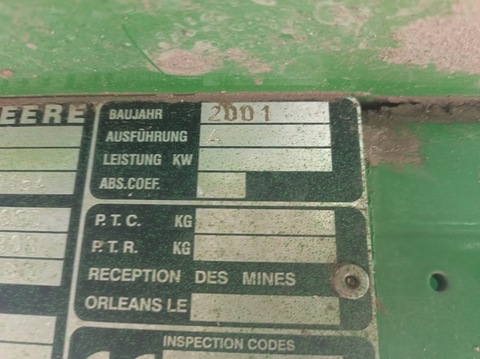 EERE
BAUJAHR 2001
AUSFÜHRUNG 4
LEISTUNG KW
ABS.COEF.
P.T.C. KG
P.T.R. KG
RECEPTION DES MINES
ORLEANS LE
INSPECTION CODES